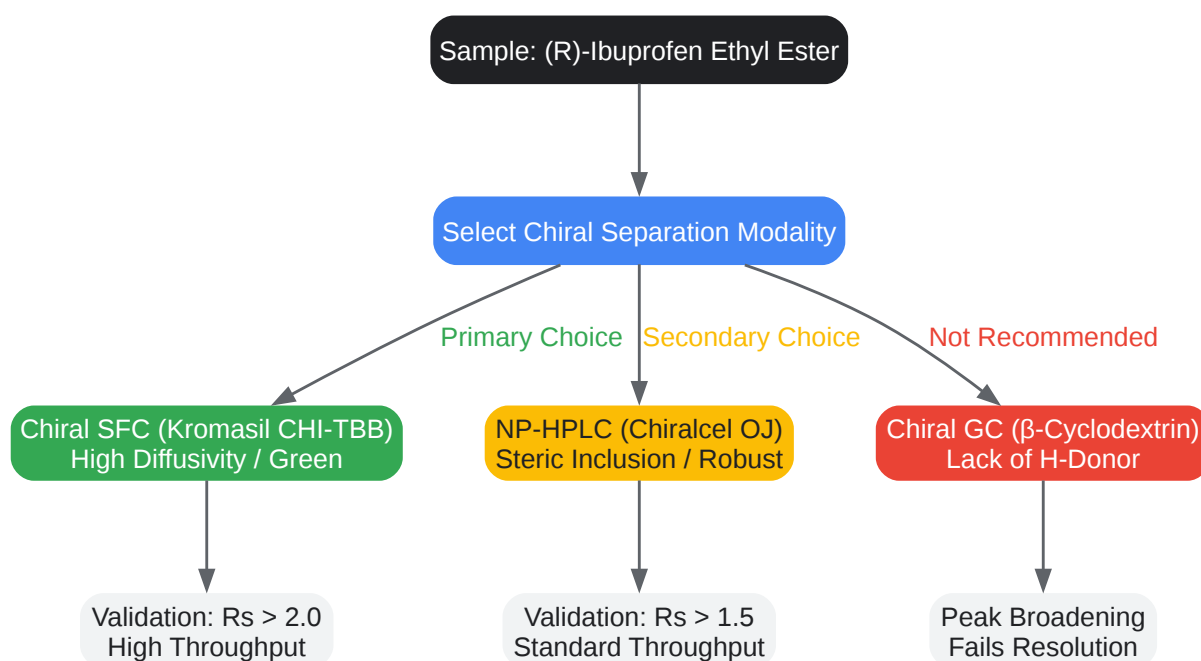 Sample: (R)-Ibuprofen Ethyl Ester
Select Chiral Separation Modality
Primary Choice
Secondary Choice
Not Recommended
Chiral SFC (Kromasil CHI-TBB)
High Diffusivity / Green
NP-HPLC (Chiralcel OJ)
Steric Inclusion / Robust
Chiral GC (β-Cyclodextrin)
Lack of H-Donor
Validation: Rs > 2.0
High Throughput
Validation: Rs > 1.5
Standard Throughput
Peak Broadening
Fails Resolution